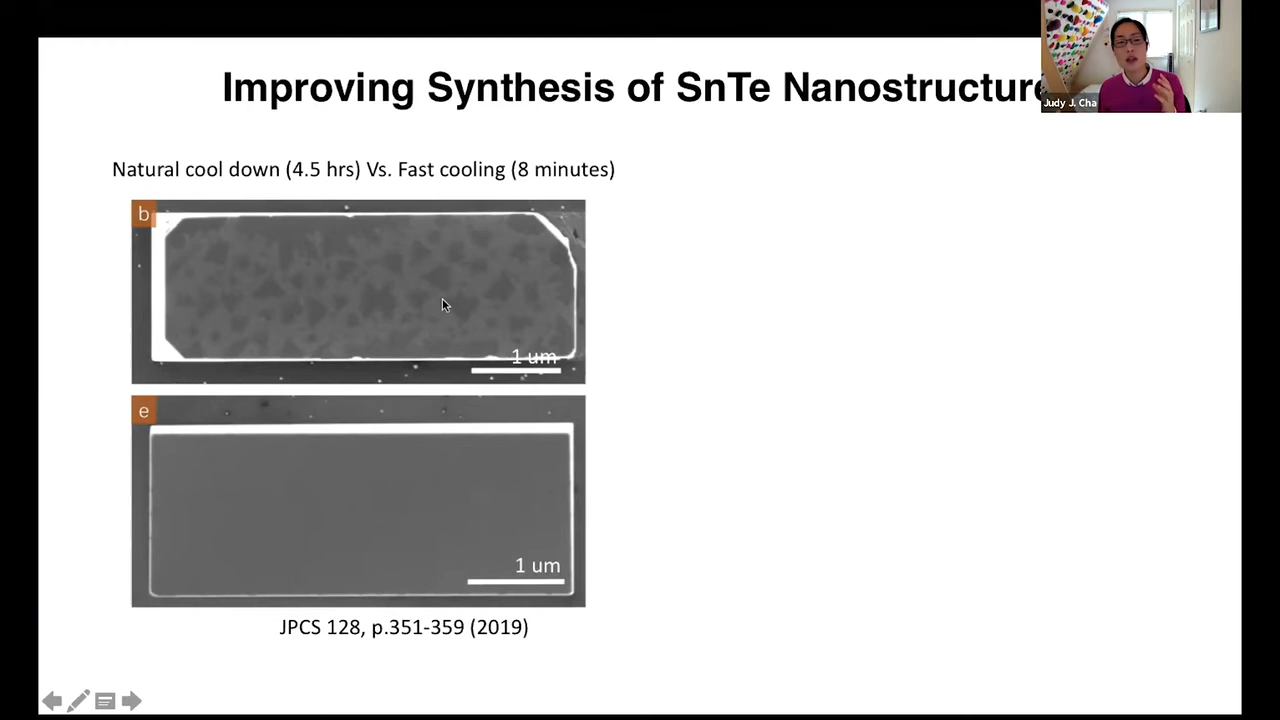 Improving Synthesis of SnTe Nanostructure
Judy J. Cha
Natural cool down (4.5 hrs) Vs. Fast cooling (8 minutes)
b
1 um
e
1 um
JPCS 128, p.351-359 (2019)